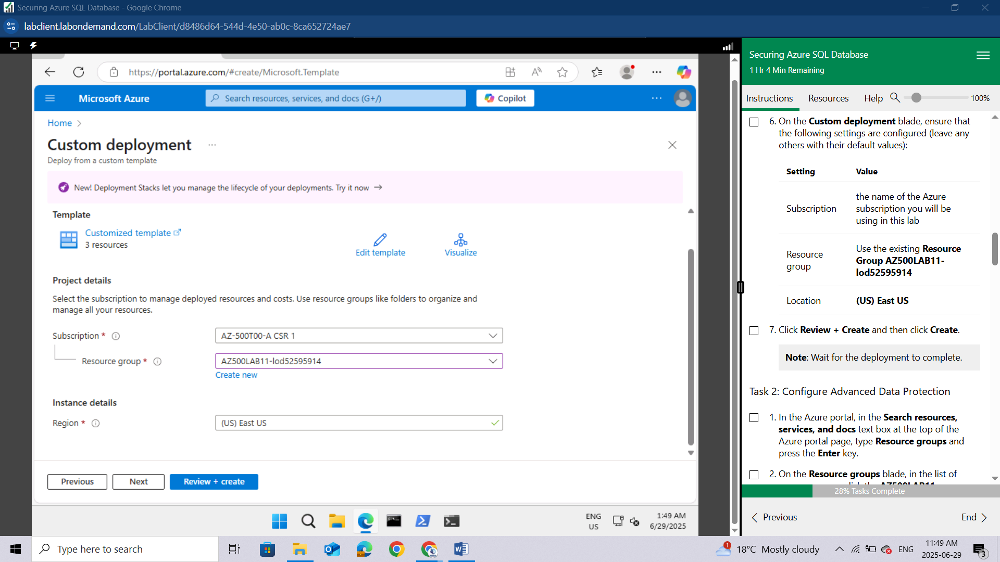 Securing Azure SQL Database - Google Chrome
labclient.labondemand.com/LabClient/d8486d64-544d-4e50-ab0c-8ca652724ae7
https://portal.azure.com/#create/Microsoft.Template
Microsoft Azure
Search resources, services, and docs (G+/)
Copilot
Home
Custom deployment
Deploy from a custom template
New! Deployment Stacks let you manage the lifecycle of your deployments. Try it now →
Template
Customized template
3 resources
Edit template
Visualize
Project details
Select the subscription to manage deployed resources and costs. Use resource groups like folders to organize and
manage all your resources.
Subscription *
AZ-500T00-A CSR 1
Resource group *
AZ500LAB11-lod52595914
Create new
Instance details
Region *
(US) East US
Previous
Next
Review + create
ENG
US
1:49 AM
6/29/2025
Securing Azure SQL Database
1 Hr 4 Min Remaining
Instructions
Resources
Help
100%
6. On the Custom deployment blade, ensure that
the following settings are configured (leave any
others with their default values):
Setting
Value
Subscription
the name of the Azure
subscription you will be
using in this lab
Resource
group
Use the existing Resource
Group AZ500LAB11-
lod52595914
Location
(US) East US
7. Click Review + Create and then click Create.
Note: Wait for the deployment to complete.
Task 2: Configure Advanced Data Protection
1. In the Azure portal, in the Search resources,
services, and docs text box at the top of the
Azure portal page, type Resource groups and
press the Enter key.
2. On the Resource groups blade, in the list of
28% Tasks Complete
Previous
End
Type here to search
1
18°C Mostly cloudy
ENG
11:49 AM
2025-06-29
3